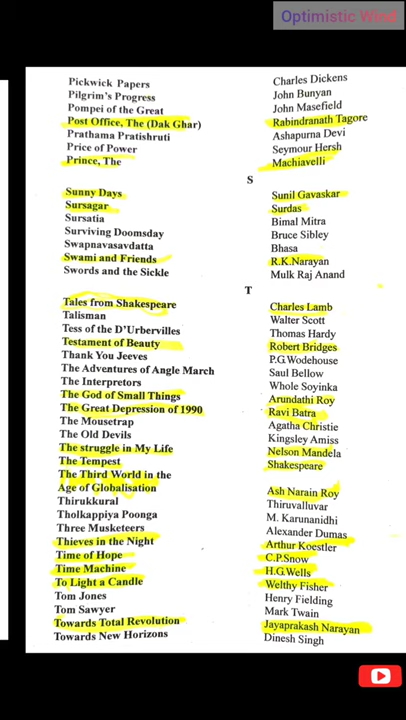 Optimistic Wind
Pickwick Papers Charles Dickens
Pilgrim's Progress John Bunyan
Pompei of the Great John Masefield
Post Office, The (Dak Ghar) Rabindranath Tagore
Prathama Pratishruti Ashapurna Devi
Price of Power Seymour Hersh
Prince, The Machiavelli
S
Sunny Days Sunil Gavaskar
Sursagar Surdas
Sursatia Bimal Mitra
Surviving Doomsday Bruce Sibley
Swapnavasavdatta Bhasa
Swami and Friends R.K.Narayan
Swords and the Sickle Mulk Raj Anand
T
Tales from Shakespeare Charles Lamb
Talisman Walter Scott
Tess of the D'Urbervilles Thomas Hardy
Testament of Beauty Robert Bridges
Thank You Jeeves P.G.Wodehouse
The Adventures of Angle March Saul Bellow
The Interpretors Whole Soyinka
The God of Small Things Arundathi Roy
The Great Depression of 1990 Ravi Batra
The Mousetrap Agatha Christie
The Old Devils Kingsley Amiss
The struggle in My Life Nelson Mandela
The Tempest Shakespeare
The Third World in the
Age of Globalisation Ash Narain Roy
Thirukkural Thiruvalluvar
Tholkappiya Poonga M. Karunanidhi
Three Musketeers Alexander Dumas
Thieves in the Night Arthur Koestler
Time of Hope C.P.Snow
Time Machine H.G.Wells
To Light a Candle Welthy Fisher
Tom Jones Henry Fielding
Tom Sawyer Mark Twain
Towards Total Revolution Jayaprakash Narayan
Towards New Horizons Dinesh Singh